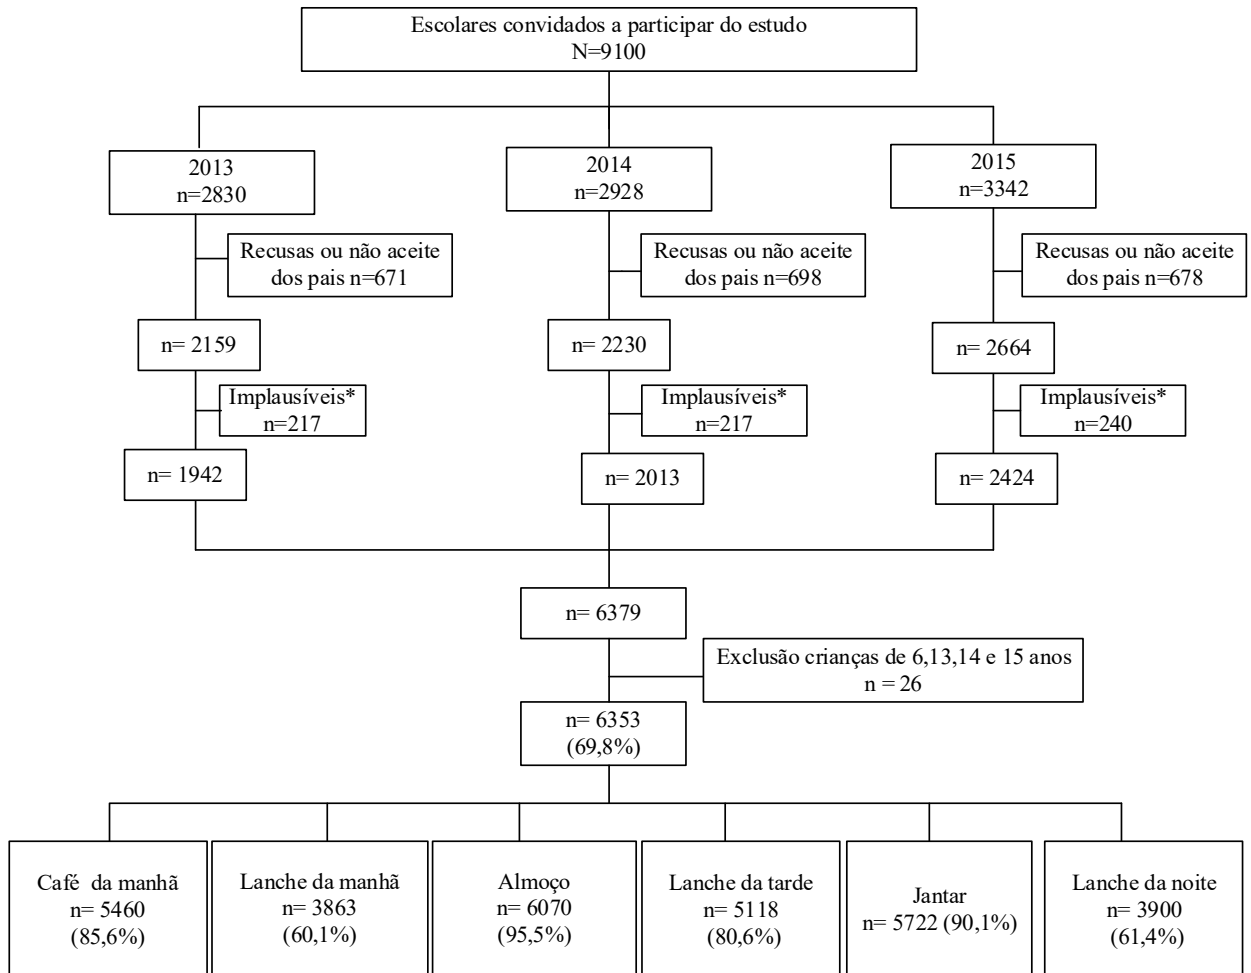 Escolares convidados a participar do estudo
N=9100
2013
n=2830
2014
n=2928
2015
n=3342
Recusas ou não aceite
dos pais n=671
Recusas ou não aceite
dos pais n=698
Recusas ou não aceite
dos pais n=678
n= 2159
n= 2230
n= 2664
Implausíveis*
n=217
Implausíveis*
n=217
Implausíveis*
n=240
n= 1942
n= 2013
n= 2424
n= 6379
Exclusão crianças de 6,13,14 e 15 anos
n = 26
n= 6353
(69,8%)
Café da manhã
n= 5460
(85,6%)
Lanche da manhã
n= 3863
(60,1%)
Almoço
n= 6070
(95,5%)
Lanche da tarde
n= 5118
(80,6%)
Jantar
n= 5722 (90,1%)
Lanche da noite
n= 3900
(61,4%)